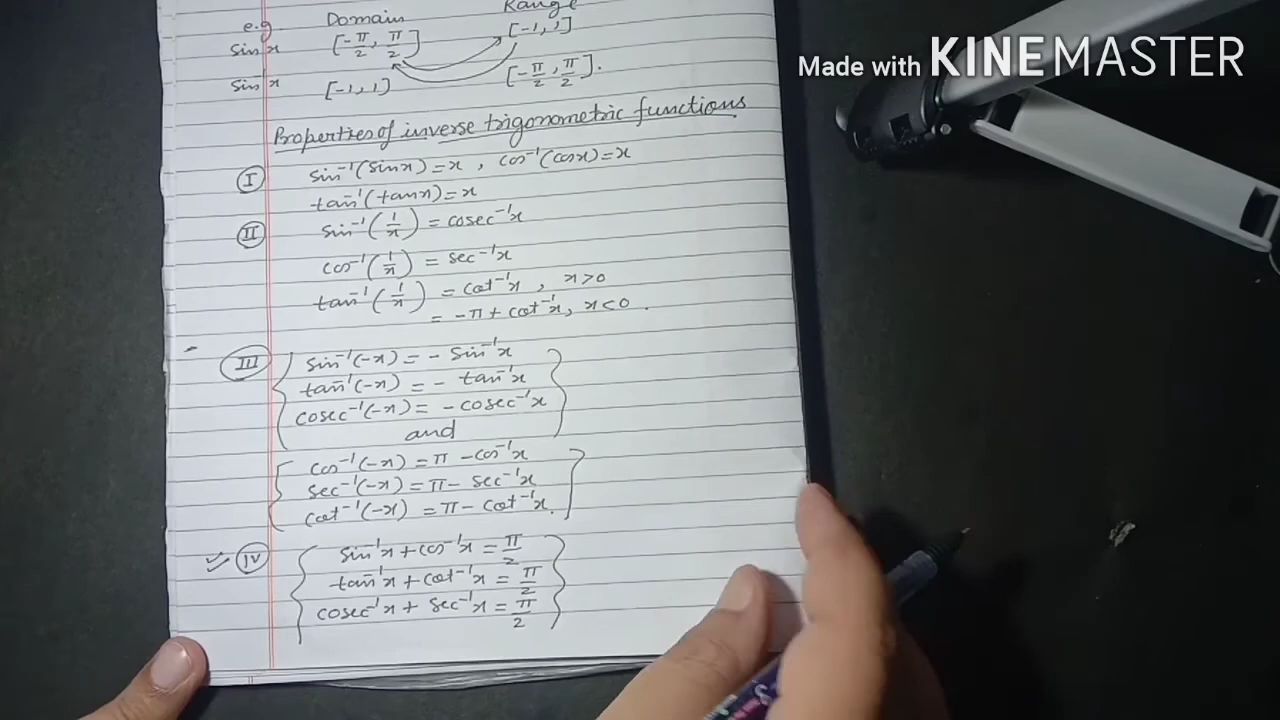 Range
e.g Domain
sin x [-π/2, π/2] [-1, 1]
sin⁻¹x [-1, 1] [-π/2, π/2].
Made with KINEMASTER
Properties of inverse trigonometric functions
I sin⁻¹(sinx) = x , cos⁻¹(cosx) = x
tan⁻¹(tanx) = x
II sin⁻¹(1/x) = cosec⁻¹x
cos⁻¹(1/x) = sec⁻¹x
tan⁻¹(1/x) = cot⁻¹x , x>0
= -π + cot⁻¹x, x<0 .
III sin⁻¹(-x) = - sin⁻¹x
tan⁻¹(-x) = - tan⁻¹x
cosec⁻¹(-x) = - cosec⁻¹x
and
cos⁻¹(-x) = π - cos⁻¹x
sec⁻¹(-x) = π - sec⁻¹x
cot⁻¹(-x) = π - cot⁻¹x.
IV sin⁻¹x + cos⁻¹x = π/2
tan⁻¹x + cot⁻¹x = π/2
cosec⁻¹x + sec⁻¹x = π/2